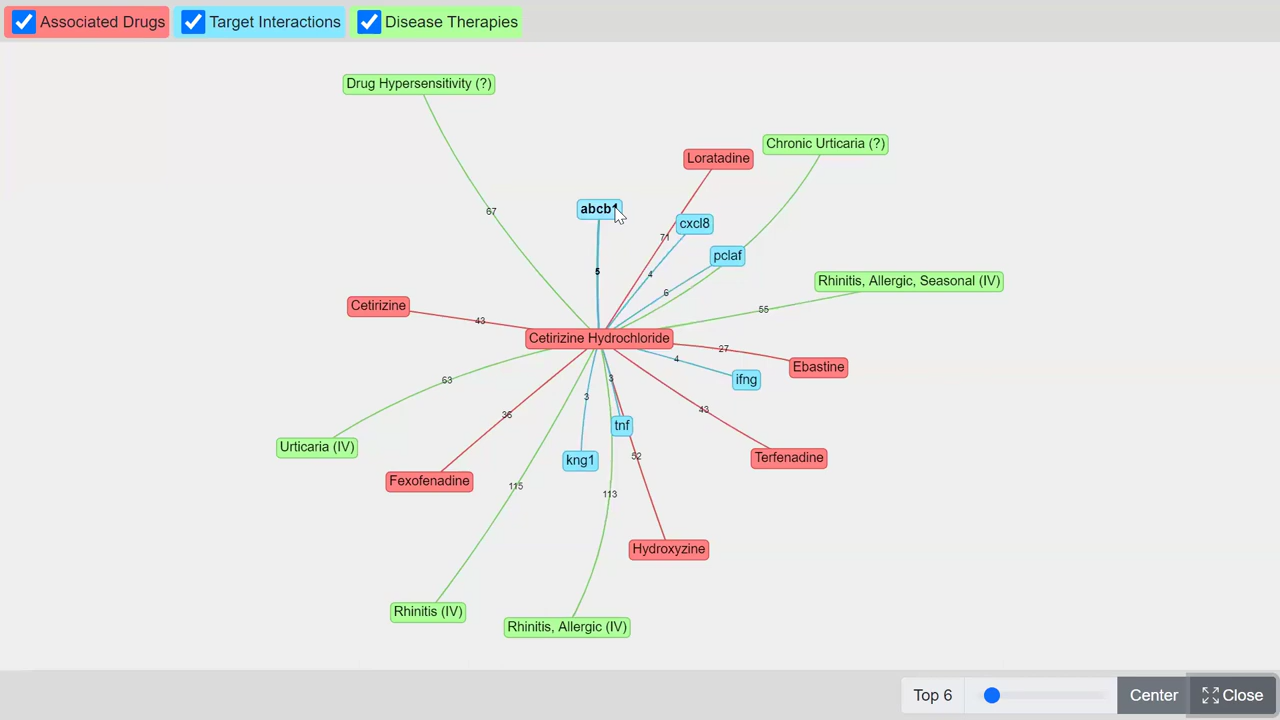 Associated Drugs
Target Interactions
Disease Therapies
Drug Hypersensitivity (?)
Chronic Urticaria (?)
Loratadine
abcb1
67
cxcl8
71
pclaf
5
4
Rhinitis, Allergic, Seasonal (IV)
6
Cetirizine
55
43
Cetirizine Hydrochloride
27
4
Ebastine
63
3
ifng
3
43
36
tnf
Urticaria (IV)
52
kng1
Terfenadine
Fexofenadine
115
113
Hydroxyzine
Rhinitis (IV)
Rhinitis, Allergic (IV)
Top 6
Center
Close